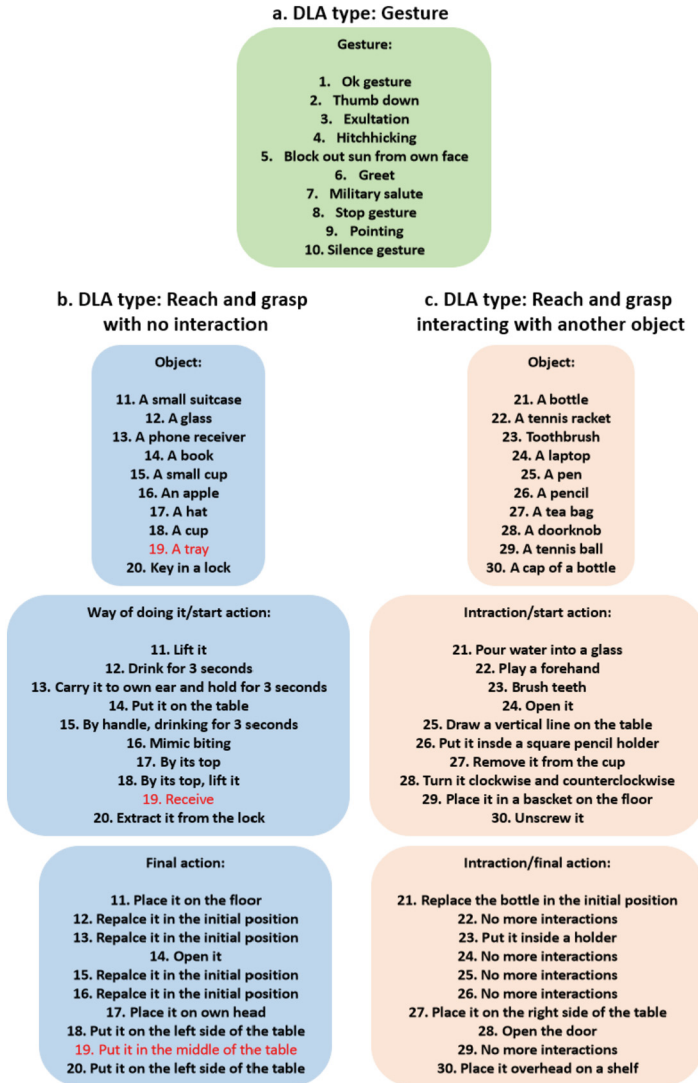 a. DLA type: Gesture
Gesture:
1. Ok gesture
2. Thumb down
3. Exultation
4. Hitchhicking
5. Block out sun from own face
6. Greet
7. Military salute
8. Stop gesture
9. Pointing
10. Silence gesture
b. DLA type: Reach and grasp
with no interaction
Object:
11. A small suitcase
12. A glass
13. A phone receiver
14. A book
15. A small cup
16. An apple
17. A hat
18. A cup
19. A tray
20. Key in a lock
Way of doing it/start action:
11. Lift it
12. Drink for 3 seconds
13. Carry it to own ear and hold for 3 seconds
14. Put it on the table
15. By handle, drinking for 3 seconds
16. Mimic biting
17. By its top
18. By its top, lift it
19. Receive
20. Extract it from the lock
Final action:
11. Place it on the floor
12. Repalce it in the initial position
13. Repalce it in the initial position
14. Open it
15. Repalce it in the initial position
16. Repalce it in the initial position
17. Place it on own head
18. Put it on the left side of the table
19. Put it in the middle of the table
20. Put it on the left side of the table
c. DLA type: Reach and grasp
interacting with another object
Object:
21. A bottle
22. A tennis racket
23. Toothbrush
24. A laptop
25. A pen
26. A pencil
27. A tea bag
28. A doorknob
29. A tennis ball
30. A cap of a bottle
Intraction/start action:
21. Pour water into a glass
22. Play a forehand
23. Brush teeth
24. Open it
25. Draw a vertical line on the table
26. Put it insde a square pencil holder
27. Remove it from the cup
28. Turn it clockwise and counterclockwise
29. Place it in a bascket on the floor
30. Unscrew it
Intraction/final action:
21. Replace the bottle in the initial position
22. No more interactions
23. Put it inside a holder
24. No more interactions
25. No more interactions
26. No more interactions
27. Place it on the right side of the table
28. Open the door
29. No more interactions
30. Place it overhead on a shelf